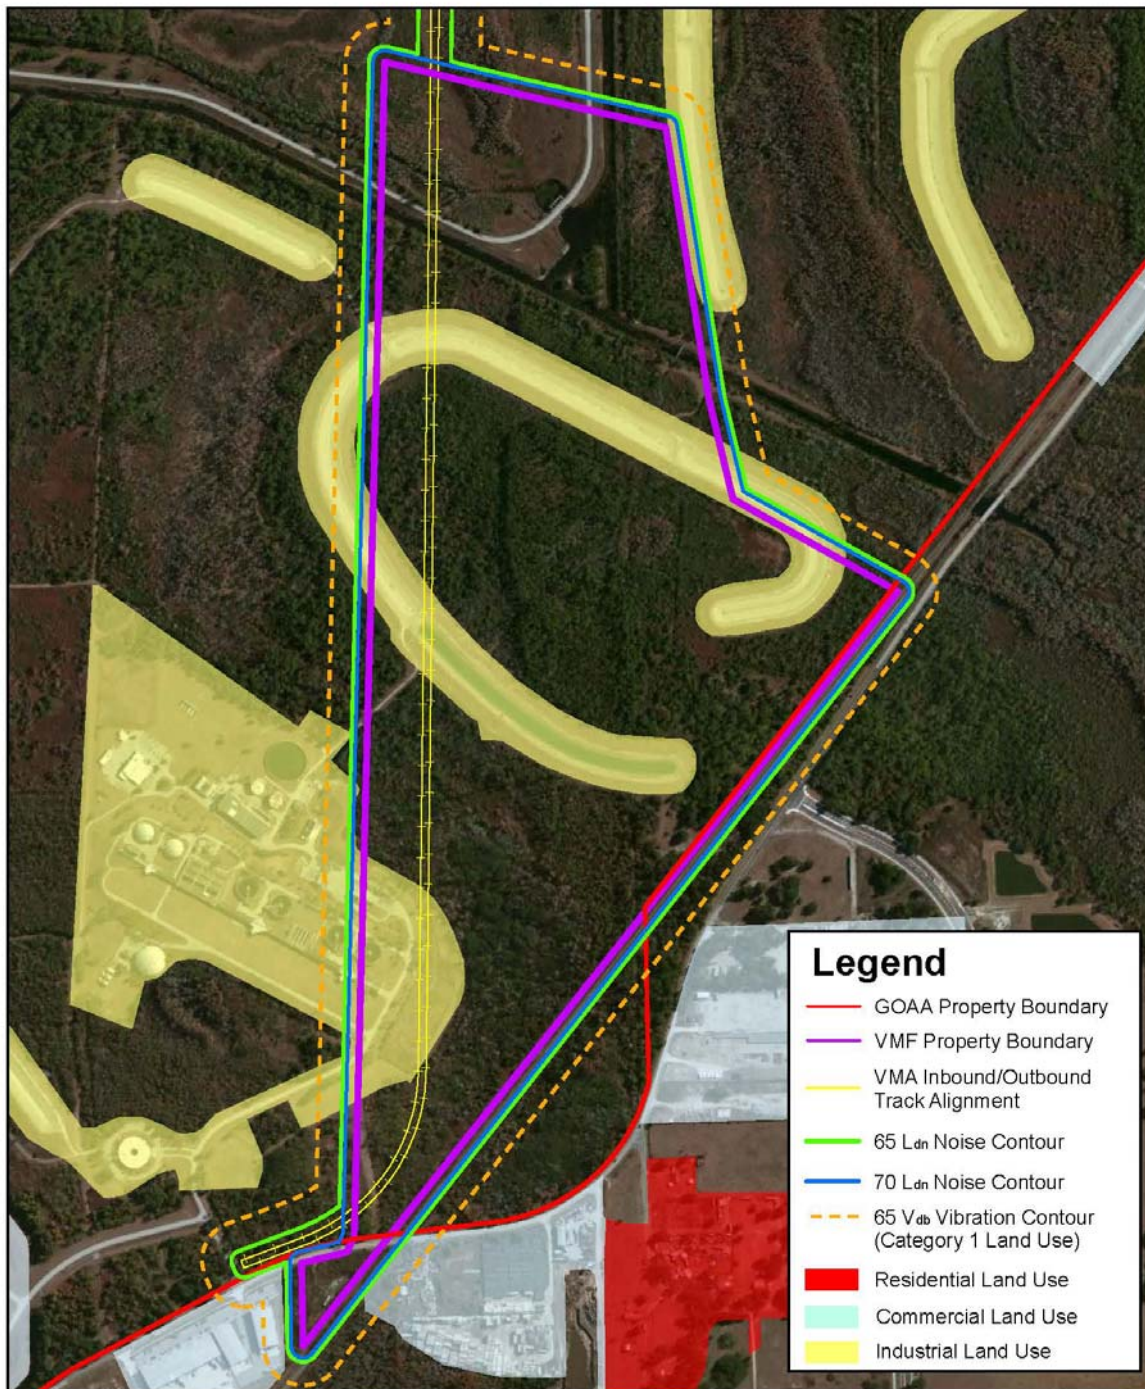 Legend
GOAA Property Boundary
VMF Property Boundary
VMA Inbound/Outbound
Track Alignment
65 Ldn Noise Contour
70 Ldn Noise Contour
65 Vdb Vibration Contour
(Category 1 Land Use)
Residential Land Use
Commercial Land Use
Industrial Land Use